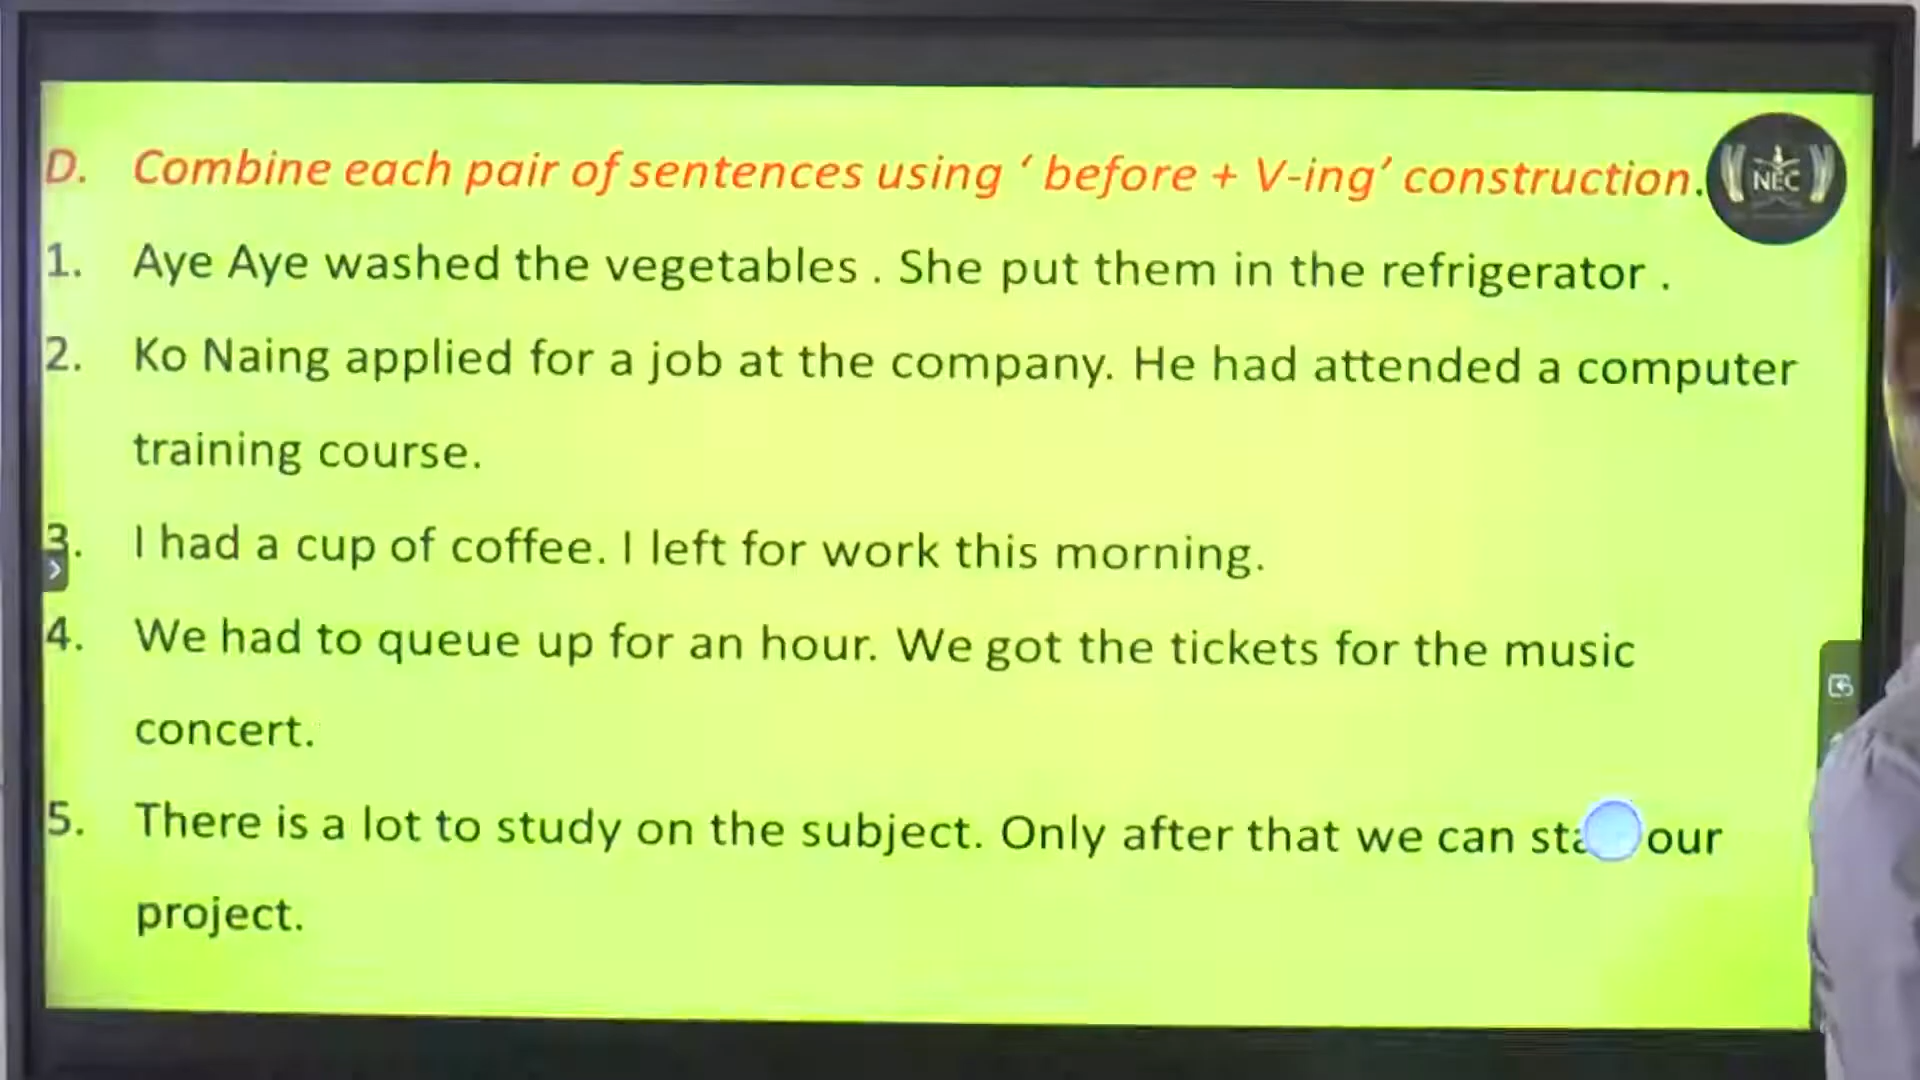 D. Combine each pair of sentences using ‘ before + V-ing’ construction.
NEC
1. Aye Aye washed the vegetables . She put them in the refrigerator .
2. Ko Naing applied for a job at the company. He had attended a computer
training course.
3. I had a cup of coffee. I left for work this morning.
4. We had to queue up for an hour. We got the tickets for the music
concert.
5. There is a lot to study on the subject. Only after that we can our
project.